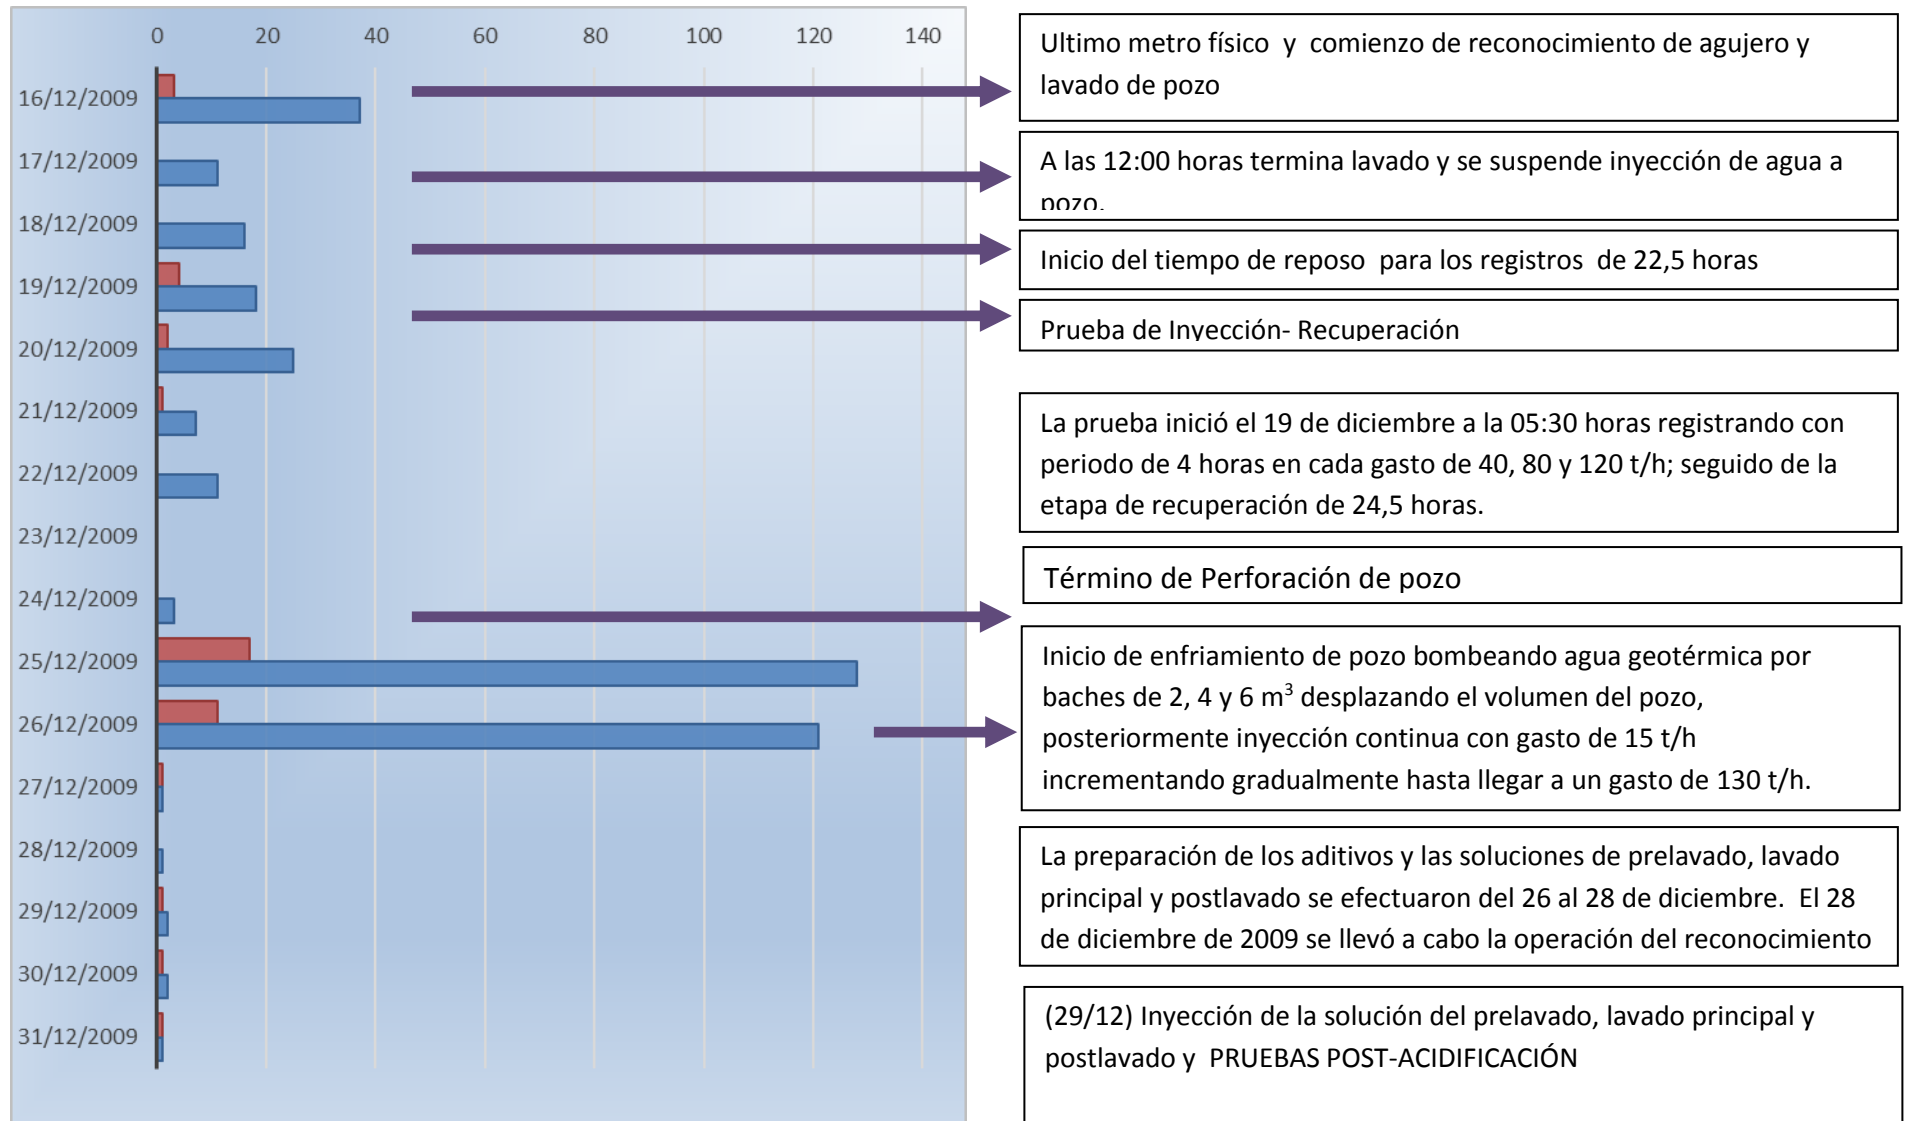 0 20 40 60 80 100 120 140
16/12/2009
17/12/2009
18/12/2009
19/12/2009
20/12/2009
21/12/2009
22/12/2009
23/12/2009
24/12/2009
25/12/2009
26/12/2009
27/12/2009
28/12/2009
29/12/2009
30/12/2009
31/12/2009
Ultimo metro físico y comienzo de reconocimiento de agujero y
lavado de pozo
A las 12:00 horas termina lavado y se suspende inyección de agua a
pozo.
Inicio del tiempo de reposo para los registros de 22,5 horas
Prueba de Inyección- Recuperación
La prueba inició el 19 de diciembre a la 05:30 horas registrando con
periodo de 4 horas en cada gasto de 40, 80 y 120 t/h; seguido de la
etapa de recuperación de 24,5 horas.
Término de Perforación de pozo
Inicio de enfriamiento de pozo bombeando agua geotérmica por
baches de 2, 4 y 6 m³ desplazando el volumen del pozo,
posteriormente inyección continua con gasto de 15 t/h
incrementando gradualmente hasta llegar a un gasto de 130 t/h.
La preparación de los aditivos y las soluciones de prelavado, lavado
principal y postlavado se efectuaron del 26 al 28 de diciembre. El 28
de diciembre de 2009 se llevó a cabo la operación del reconocimiento
(29/12) Inyección de la solución del prelavado, lavado principal y
postlavado y PRUEBAS POST-ACIDIFICACIÓN